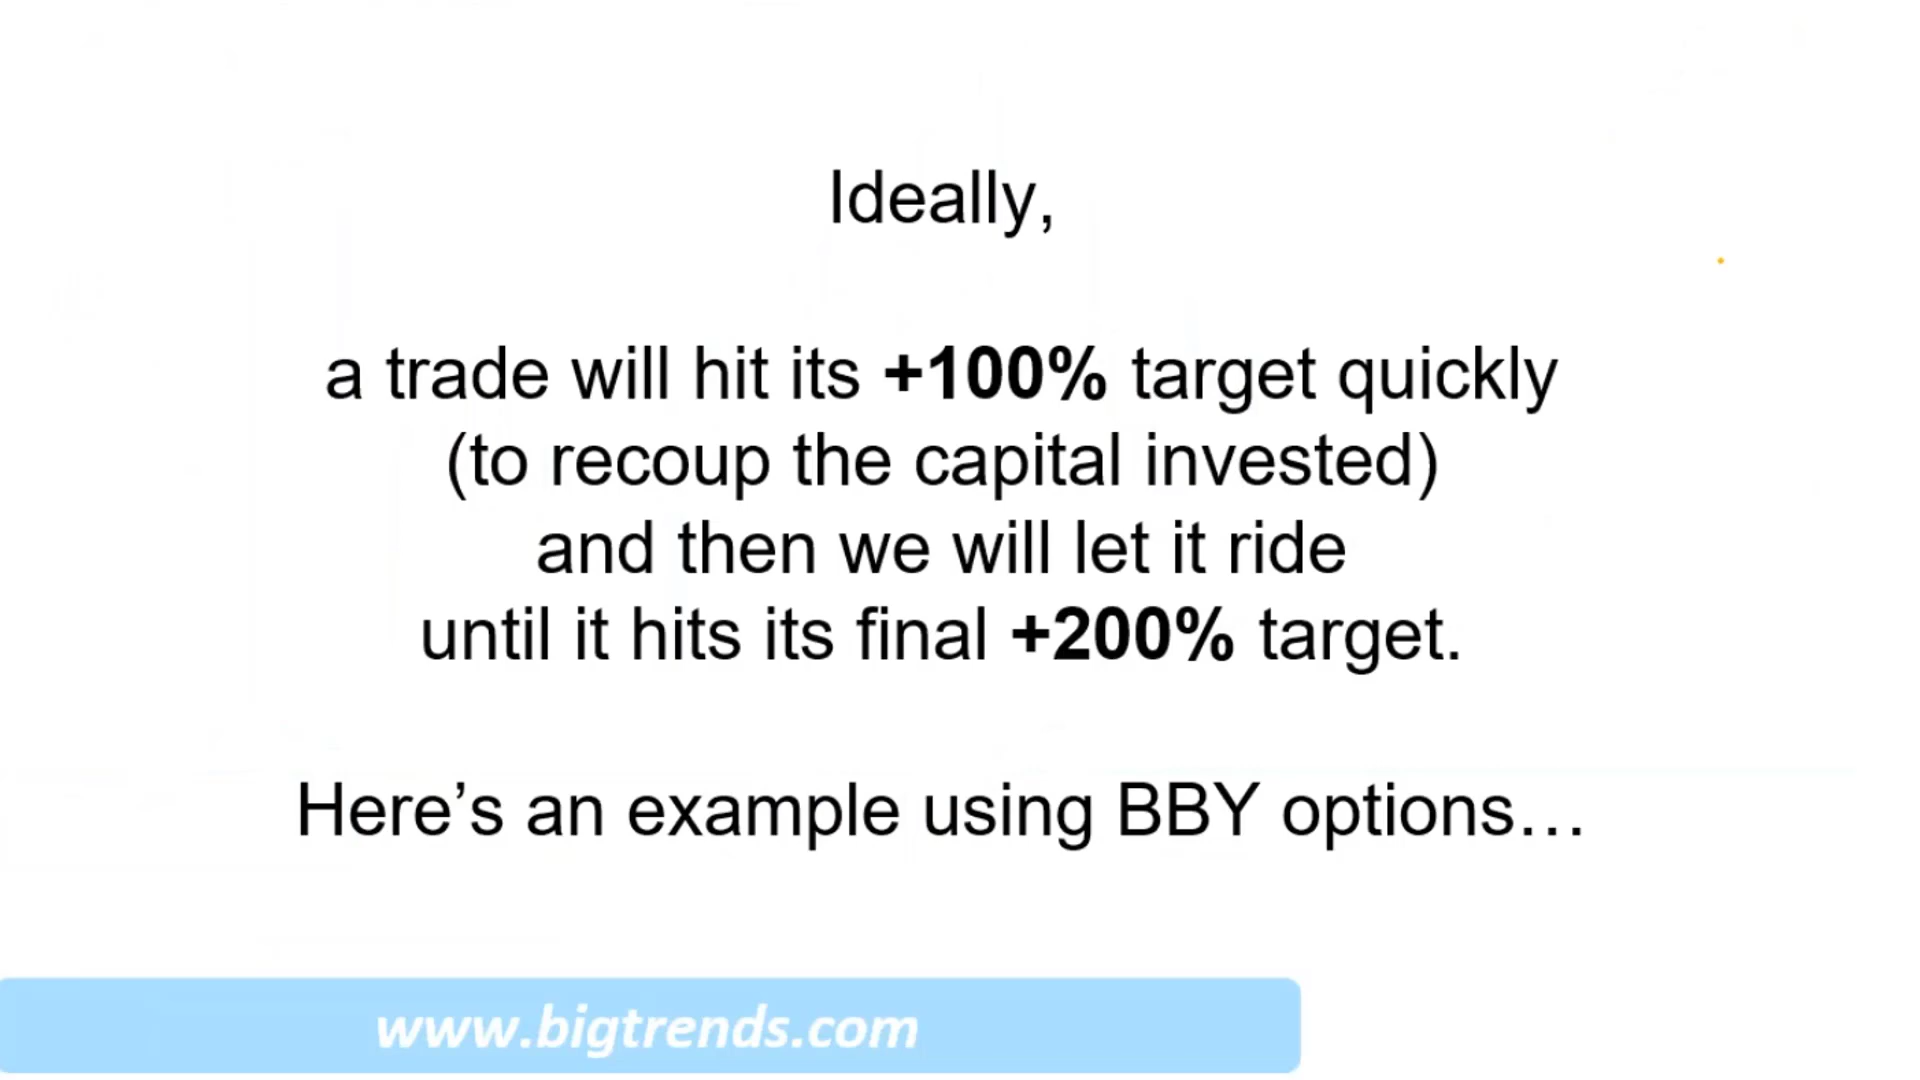 Ideally,
a trade will hit its +100% target quickly
(to recoup the capital invested)
and then we will let it ride
until it hits its final +200% target.
Here’s an example using BBY options…
www.bigtrends.com